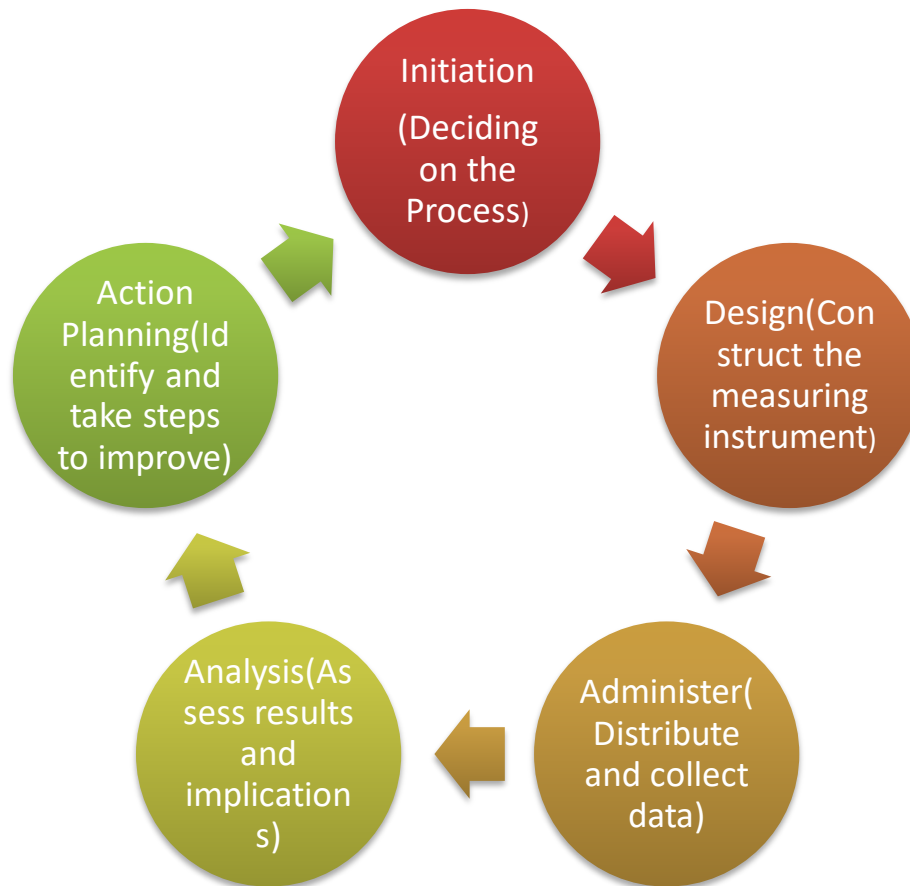 Initiation
(Deciding
on the
Process)
Design(Con
struct the
measuring
instrument)
Administer(
Distribute
and collect
data)
Analysis(As
sess results
and
implication
s)
Action
Planning(Id
entify and
take steps
to improve)